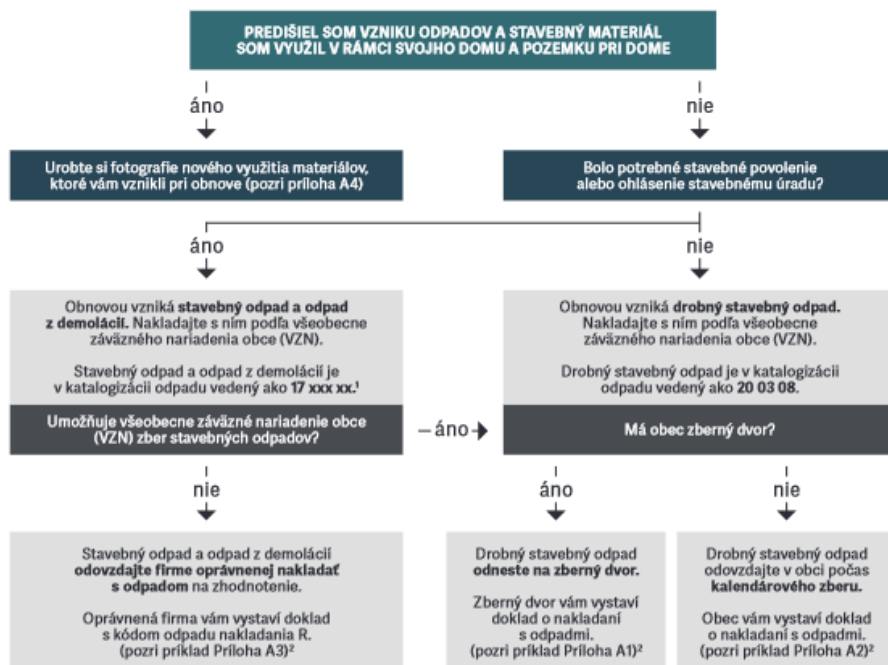 PREDIŠIEL SOM VZNIKU ODPADOV A STAVEBNÝ MATERIÁL
SOM VYUŽIL V RÁMCI SVOJHO DOMU A POZEMKU PRI DOME
áno
nie
Urobte si fotografie nového využitia materiálov,
ktoré vám vznikli pri obnove (pozri príloha A4)
Bolo potrebné stavebné povolenie
alebo ohlásenie stavebnému úradu?
áno
nie
Obnovou vzniká stavebný odpad a odpad
z demolácií. Nakladajte s ním podľa všeobecne
záväzného nariadenia obce (VZN).
Stavebný odpad a odpad z demolácií je
v katalogizácii odpadu vedený ako 17 xxx xx.¹
Umožňuje všeobecne záväzné nariadenie obce
(VZN) zber stavebných odpadov?
áno
Obnovou vzniká drobný stavebný odpad.
Nakladajte s ním podľa všeobecne
záväzného nariadenia obce (VZN).
Drobný stavebný odpad je v katalogizácii
odpadu vedený ako 20 03 08.
Má obec zberný dvor?
nie
áno
nie
Stavebný odpad a odpad z demolácií
odovzdajte firme oprávnenej nakladať
s odpadom na zhodnotenie.
Oprávnená firma vám vystaví doklad
s kódom odpadu nakladania R.
(pozri príklad Príloha A3)²
Drobný stavebný odpad
odneste na zberný dvor.
Zberný dvor vám vystaví
doklad o nakladaní
s odpadmi.
(pozri príklad Príloha A1)²
Drobný stavebný odpad
odovzdajte v obci počas
kalendárového zberu.
Obec vám vystaví doklad
o nakladaní s odpadmi.
(pozri príklad Príloha A2)²